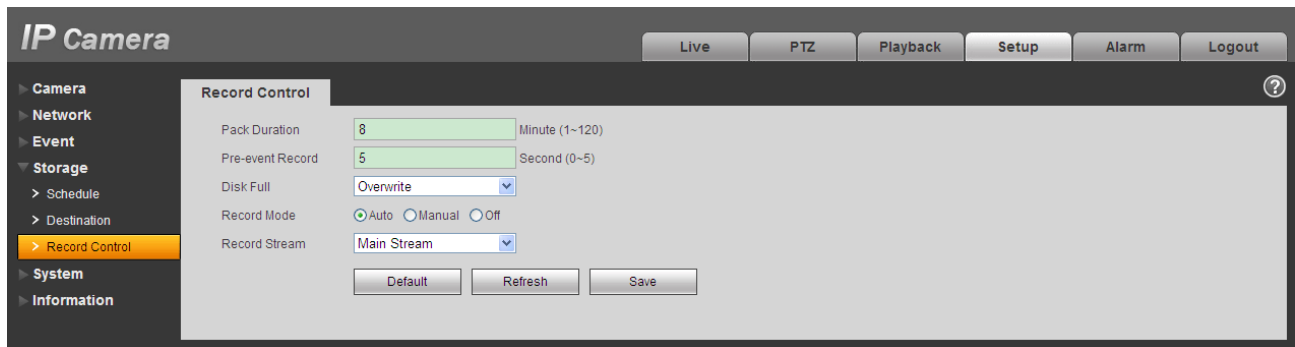 IP Camera
Live PTZ Playback Setup Alarm Logout
Camera
Network
Event
Storage
> Schedule
> Destination
> Record Control
System
Information
Record Control ?
Pack Duration 8 Minute (1~120)
Pre-event Record 5 Second (0~5)
Disk Full Overwrite
Record Mode Auto Manual Off
Record Stream Main Stream
Default Refresh Save